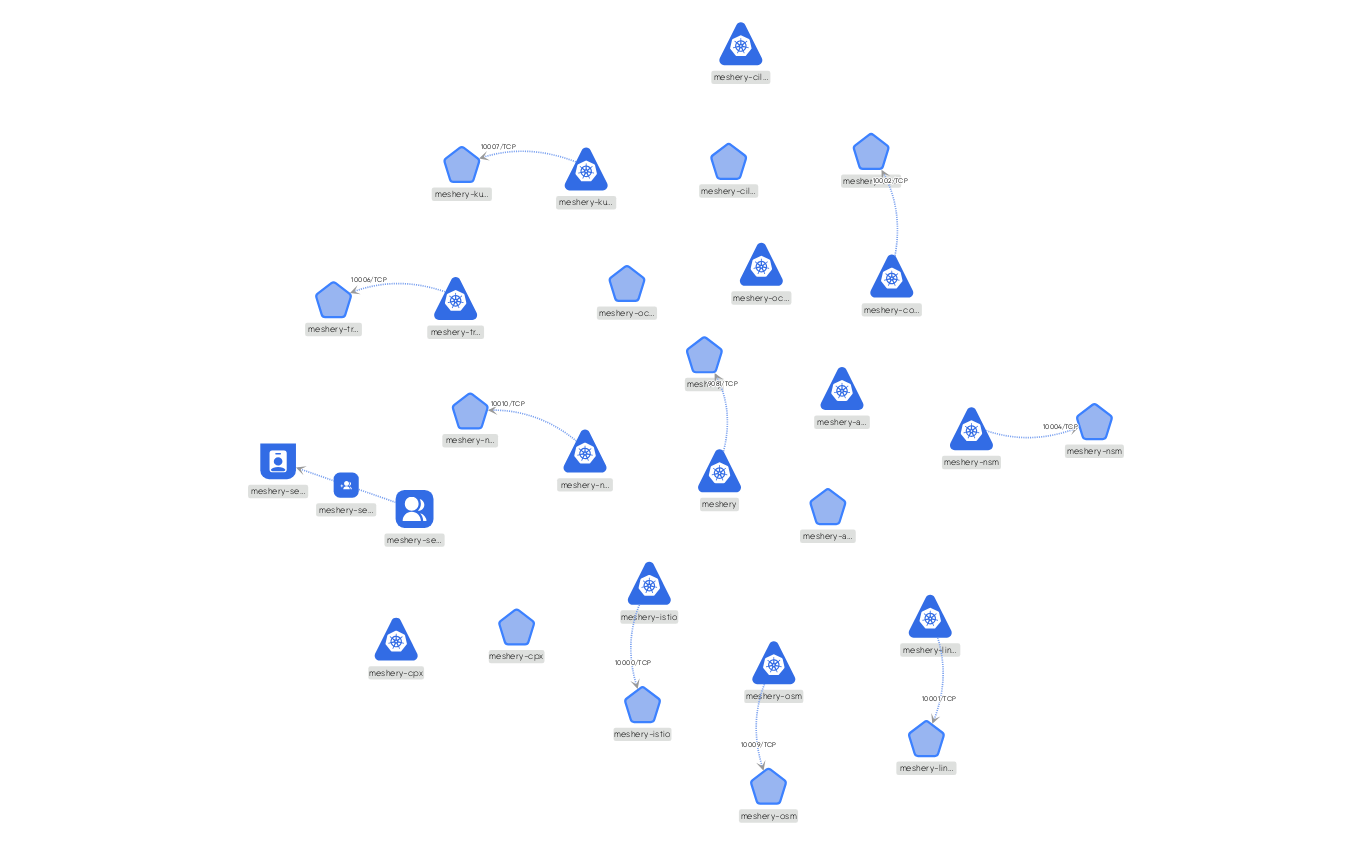 meshery-cil...
10007/TCP
meshery-ku...
meshery-ku...
meshery-cil...
10002/TCP
10006/TCP
meshery-tr...
meshery-tr...
meshery-oc...
meshery-oc...
meshery-co...
9081/TCP
10010/TCP
meshery-n...
meshery-n...
meshery
meshery-a...
meshery-a...
10004/TCP
meshery-nsm
meshery-nsm
meshery-se...
meshery-se...
meshery-se...
meshery-istio
10000/TCP
meshery-istio
meshery-cpx
meshery-cpx
meshery-osm
10009/TCP
meshery-osm
meshery-lin...
10001/TCP
meshery-lin...